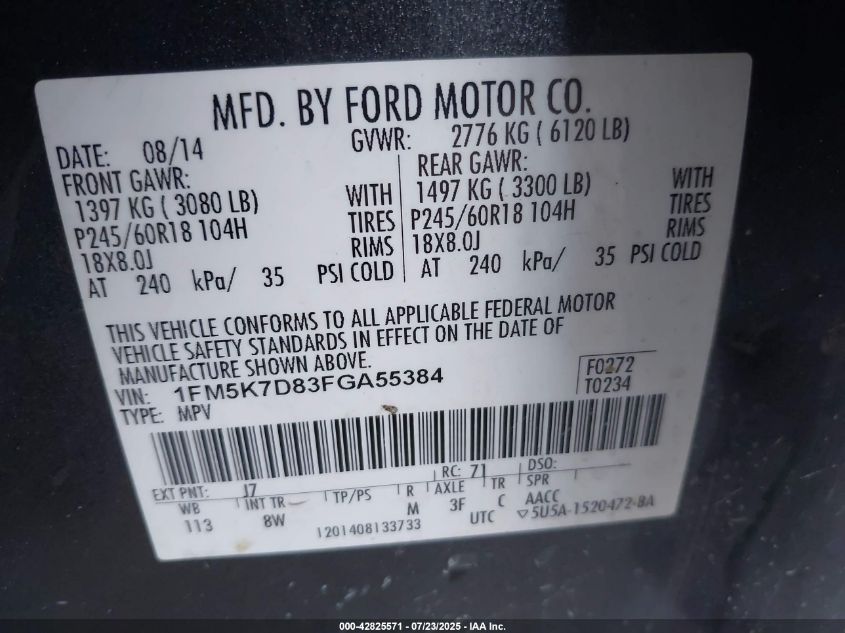 MFD. BY FORD MOTOR CO.
DATE: 08/14 GVWR: 2776 KG ( 6120 LB)
FRONT GAWR: REAR GAWR:
1397 KG ( 3080 LB) WITH 1497 KG ( 3300 LB) WITH
P245/60R18 104H TIRES P245/60R18 104H TIRES
18X8.0J RIMS 18X8.0J RIMS
AT 240 kPa/ 35 PSI COLD AT 240 kPa/ 35 PSI COLD
THIS VEHICLE CONFORMS TO ALL APPLICABLE FEDERAL MOTOR
VEHICLE SAFETY STANDARDS IN EFFECT ON THE DATE OF
MANUFACTURE SHOWN ABOVE.
VIN: 1FM5K7D83FGA55384 F0272
TYPE: MPV T0234
EXT PNT: J7 RC: 71 DSO:
WB INT TR TP/PS R AXLE TR SPR
113 8W M 3F C AACC
1201408133733 UTC ▽5U5A-1520472-BA
000-42825571 | 07/23/2025 - IAA Inc.